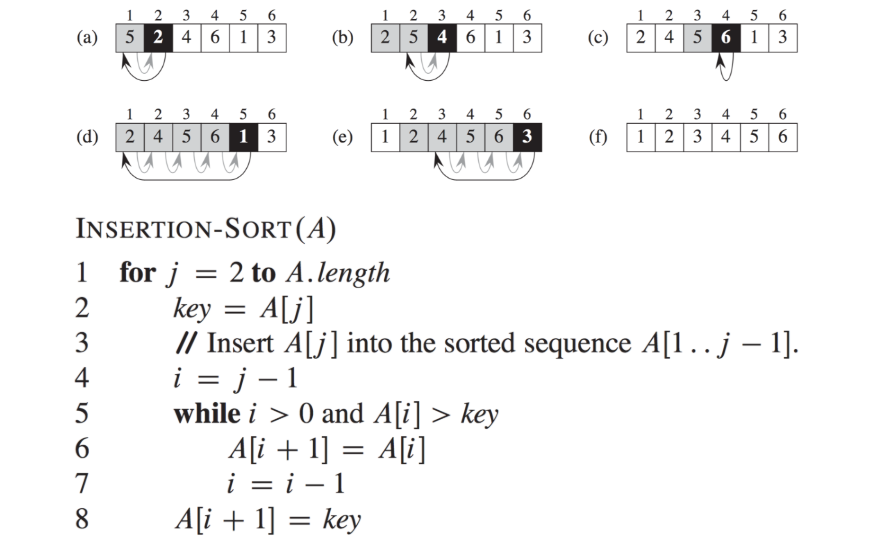 1 2 3 4 5 6 1 2 3 4 5 6 1 2 3 4 5 6
(a) 5 2 4 6 1 3 (b) 2 5 4 6 1 3 (c) 2 4 5 6 1 3
1 2 3 4 5 6 1 2 3 4 5 6 1 2 3 4 5 6
(d) 2 4 5 6 1 3 (e) 1 2 4 5 6 3 (f) 1 2 3 4 5 6
INSERTION-SORT(A)
1 for j = 2 to A.length
2 key = A[j]
3 // Insert A[j] into the sorted sequence A[1 . . j − 1].
4 i = j − 1
5 while i > 0 and A[i] > key
6 A[i + 1] = A[i]
7 i = i − 1
8 A[i + 1] = key